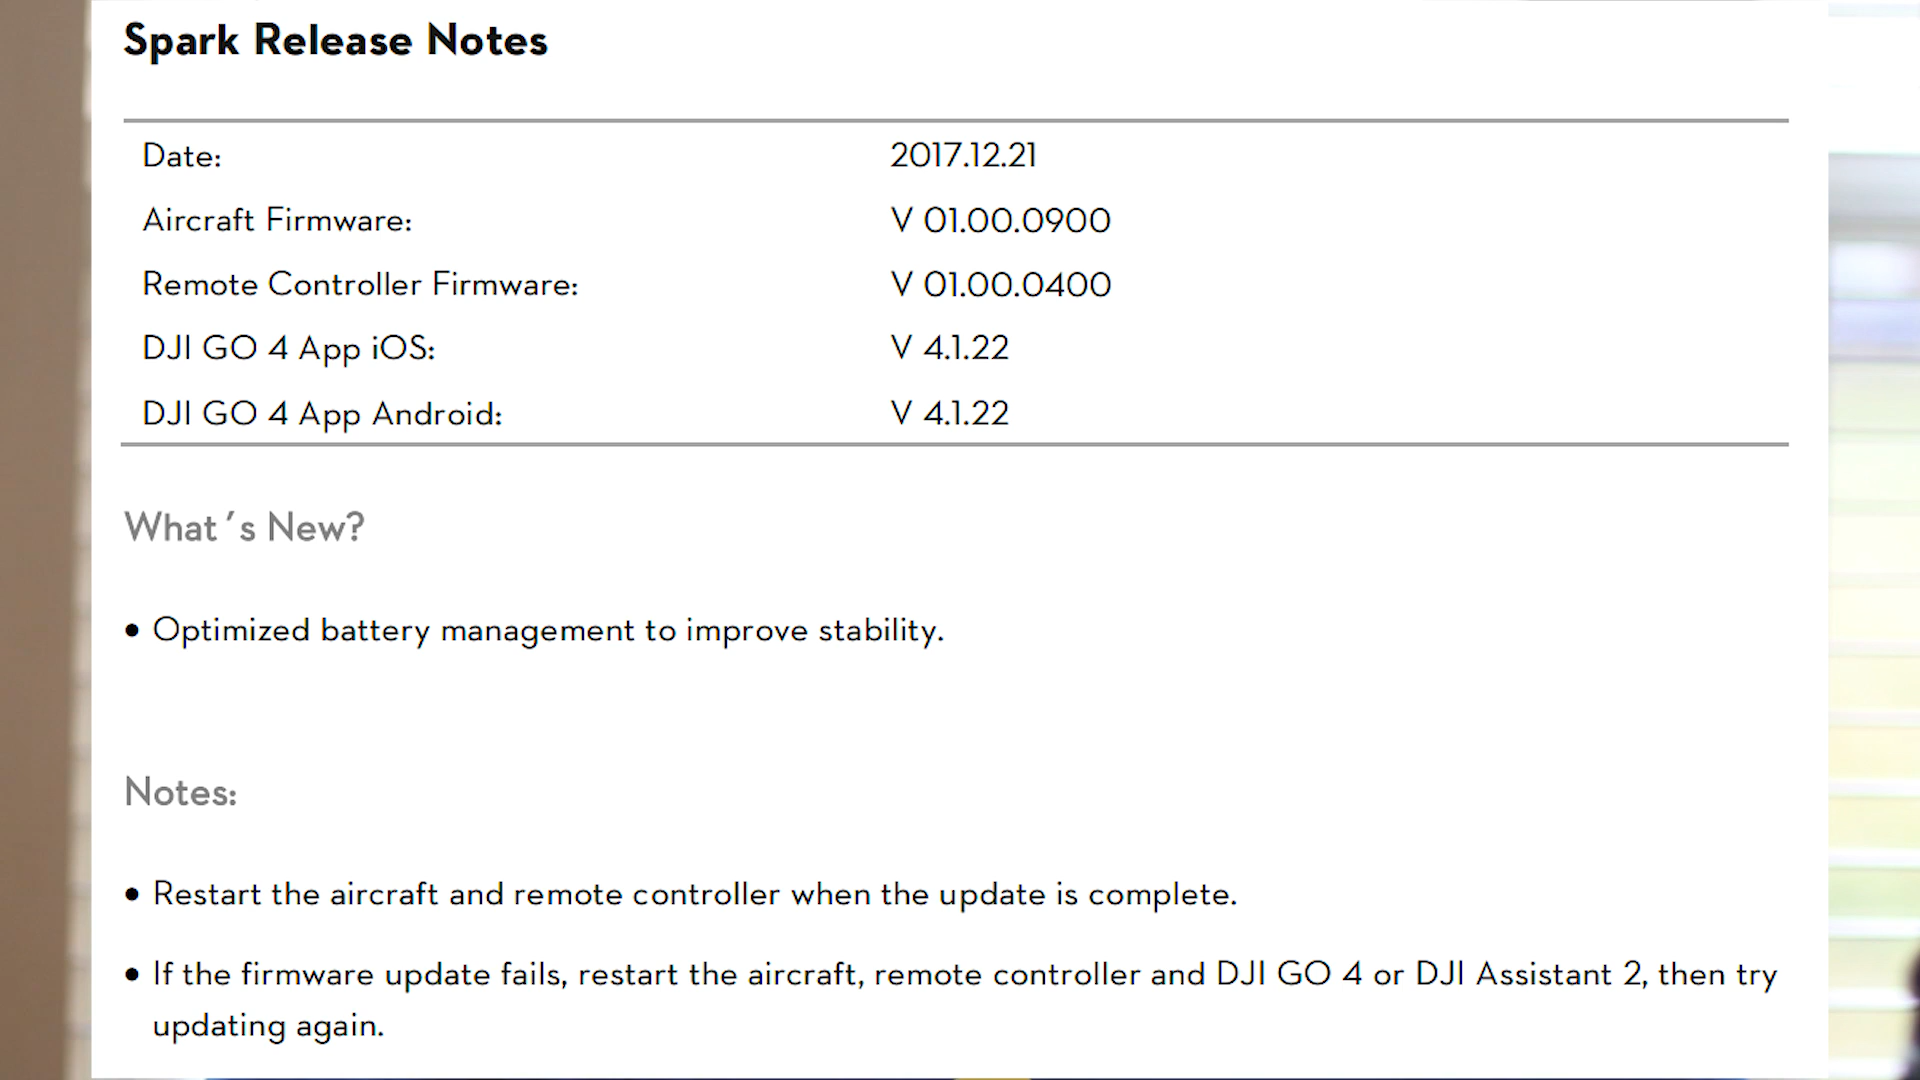 Spark Release Notes
Date: 2017.12.21
Aircraft Firmware: V 01.00.0900
Remote Controller Firmware: V 01.00.0400
DJI GO 4 App iOS: V 4.1.22
DJI GO 4 App Android: V 4.1.22
What´s New?
• Optimized battery management to improve stability.
Notes:
• Restart the aircraft and remote controller when the update is complete.
• If the firmware update fails, restart the aircraft, remote controller and DJI GO 4 or DJI Assistant 2, then try
updating again.